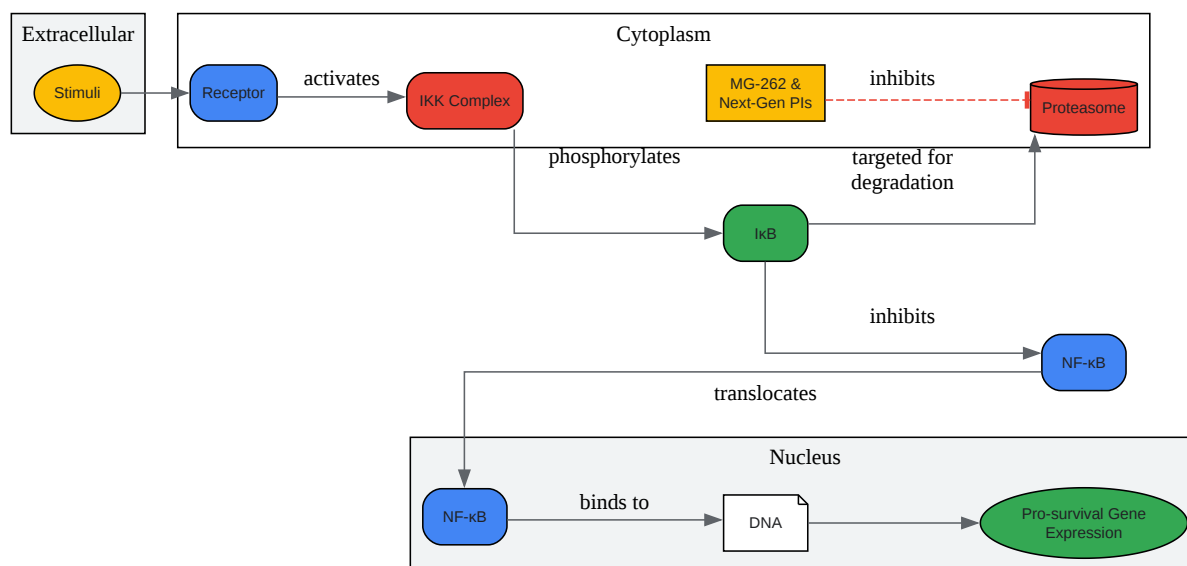 Extracellular
Cytoplasm
Stimuli
Receptor
activates
IKK Complex
MG-262 &
Next-Gen PIs
inhibits
Proteasome
phosphorylates
targeted for
degradation
IκB
inhibits
NF-κB
translocates
Nucleus
NF-κB
binds to
DNA
Pro-survival Gene
Expression